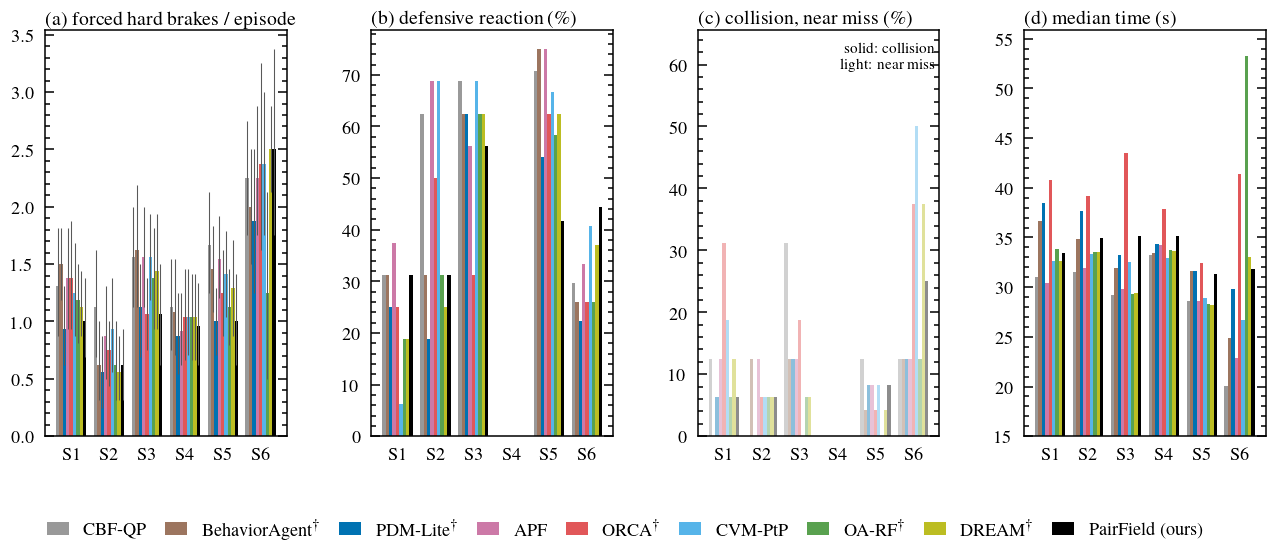 (a) forced hard brakes / episode
3.5
3.0
2.5
2.0
1.5
1.0
0.5
0.0
S1 S2 S3 S4 S5 S6
(b) defensive reaction (%)
70
60
50
40
30
20
10
0
S1 S2 S3 S4 S5 S6
(c) collision, near miss (%)
solid: collision
light: near miss
60
50
40
30
20
10
0
S1 S2 S3 S4 S5 S6
(d) median time (s)
55
50
45
40
35
30
25
20
15
S1 S2 S3 S4 S5 S6
CBF-QP BehaviorAgent† PDM-Lite† APF ORCA† CVM-PtP OA-RF† DREAM† PairField (ours)